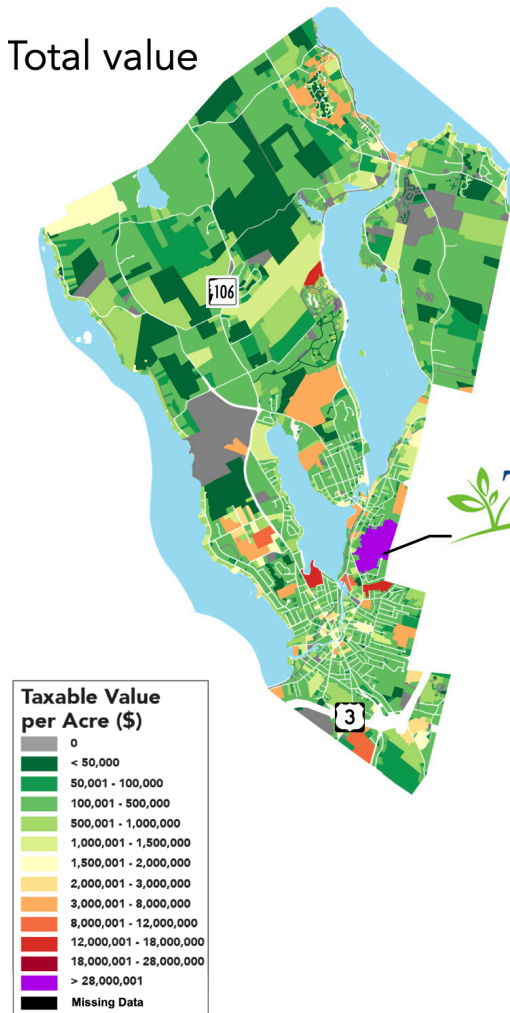 Total value
106
3
Taxable Value
per Acre ($)
0
< 50,000
50,001 - 100,000
100,001 - 500,000
500,001 - 1,000,000
1,000,001 - 1,500,000
1,500,001 - 2,000,000
2,000,001 - 3,000,000
3,000,001 - 8,000,000
8,000,001 - 12,000,000
12,000,001 - 18,000,000
18,000,001 - 28,000,000
> 28,000,001
Missing Data